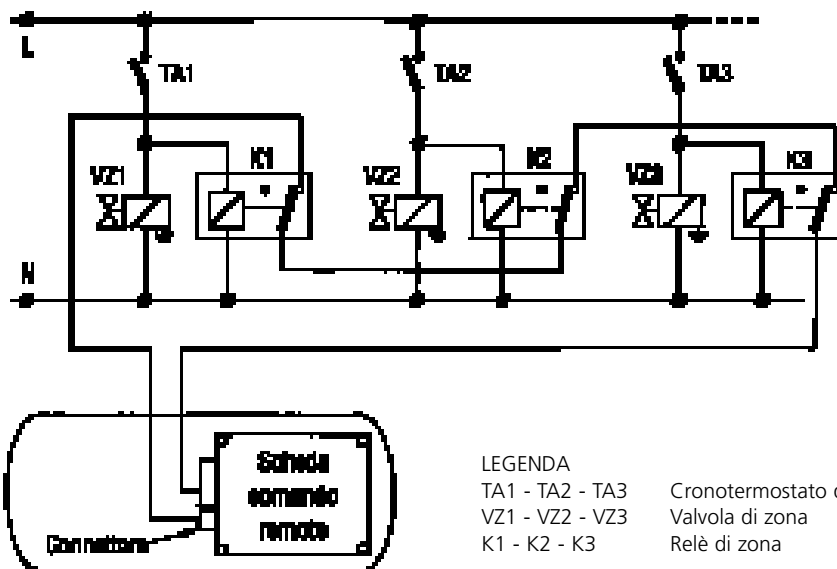 L
TA1
TA2
TA3
K1
K2
K3
VZ1
VZ2
VZ3
N
Scheda
comando
remoto
Connettore
LEGENDA
TA1 - TA2 - TA3 Cronotermostato
VZ1 - VZ2 - VZ3 Valvola di zona
K1 - K2 - K3 Relè di zona